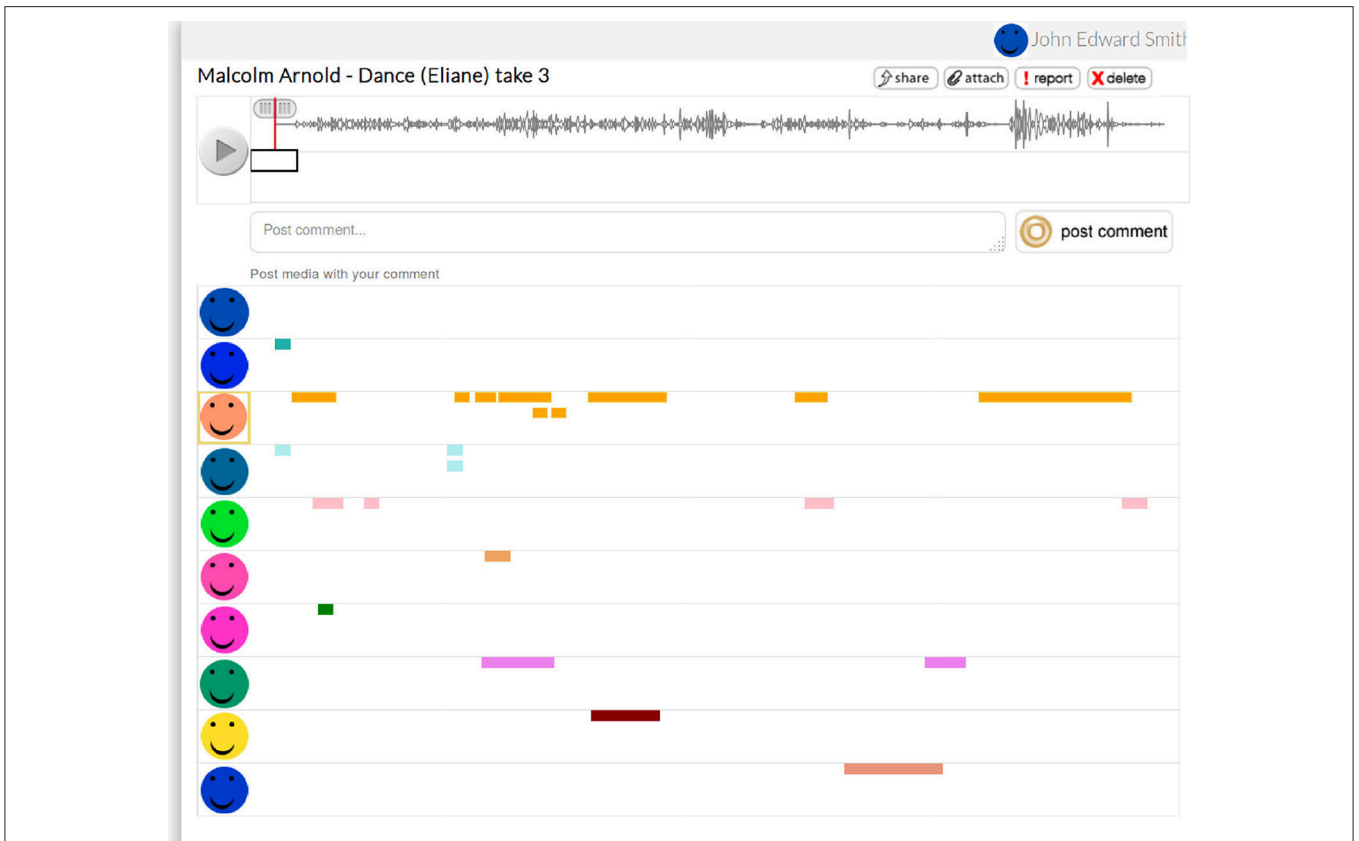 John Edward Smith
Malcolm Arnold - Dance (Eliane) take 3
share
attach
! report
X delete
Post comment...
post comment
Post media with your comment